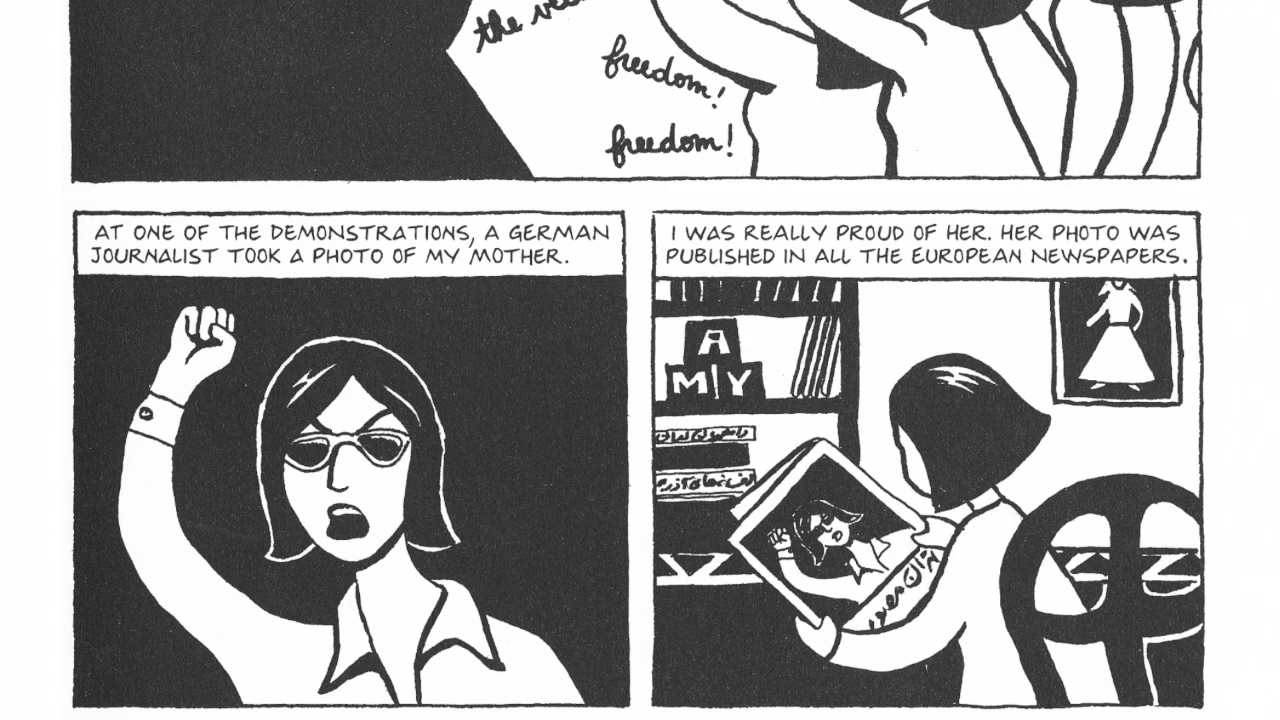 the
freedom!
freedom!
AT ONE OF THE DEMONSTRATIONS, A GERMAN
JOURNALIST TOOK A PHOTO OF MY MOTHER.
I WAS REALLY PROUD OF HER. HER PHOTO WAS
PUBLISHED IN ALL THE EUROPEAN NEWSPAPERS.
A
M Y